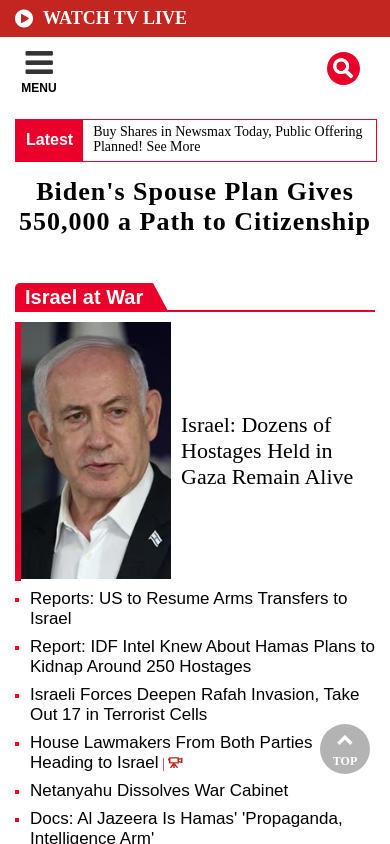 WATCH TV LIVE
MENU
Latest
Buy Shares in Newsmax Today, Public Offering
Planned! See More
Biden's Spouse Plan Gives
550,000 a Path to Citizenship
Israel at War
Israel: Dozens of
Hostages Held in
Gaza Remain Alive
Reports: US to Resume Arms Transfers to
Israel
Report: IDF Intel Knew About Hamas Plans to
Kidnap Around 250 Hostages
Israeli Forces Deepen Rafah Invasion, Take
Out 17 in Terrorist Cells
House Lawmakers From Both Parties
Heading to Israel |
TOP
Netanyahu Dissolves War Cabinet
Docs: Al Jazeera Is Hamas' 'Propaganda,
Intelligence Arm'